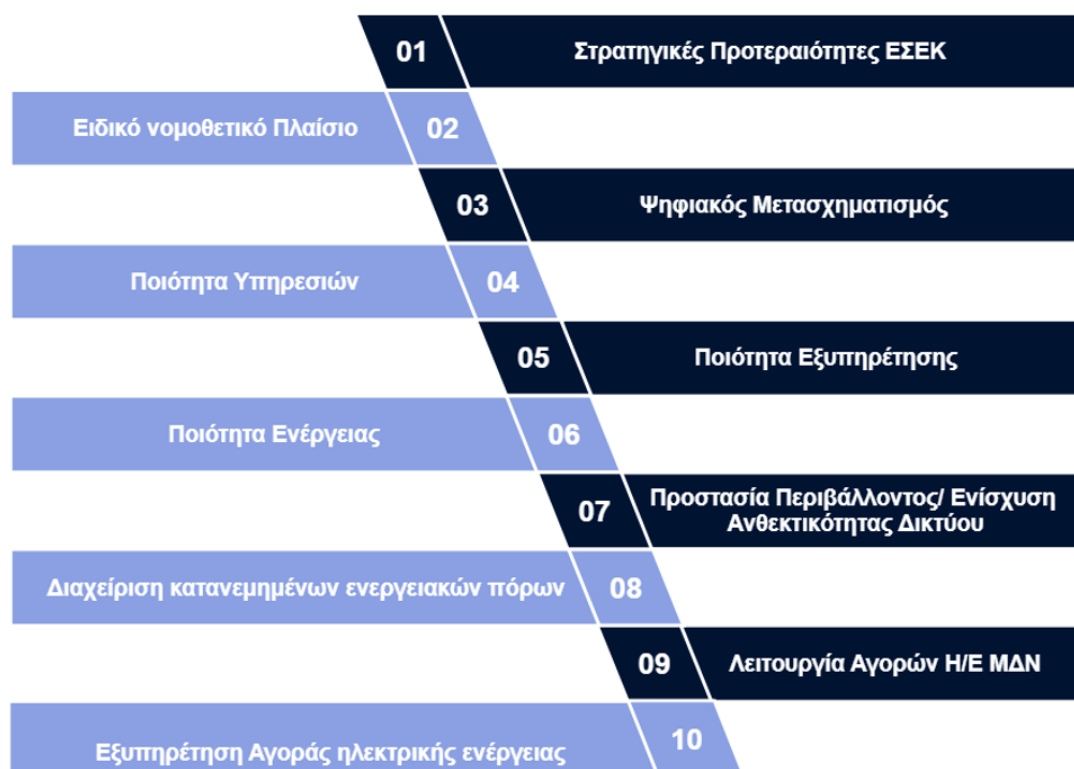 01
Στρατηγικές Προτεραιότητες ΕΣΕΚ
Ειδικό νομοθετικό Πλαίσιο
02
03
Ψηφιακός Μετασχηματισμός
Ποιότητα Υπηρεσιών
04
05
Ποιότητα Εξυπηρέτησης
Ποιότητα Ενέργειας
06
07
Προστασία Περιβάλλοντος/ Ενίσχυση
Ανθεκτικότητας Δικτύου
Διαχείριση κατανεμημένων ενεργειακών πόρων
08
09
Λειτουργία Αγορών Η/Ε ΜΔΝ
Εξυπηρέτηση Αγοράς ηλεκτρικής ενέργειας
10